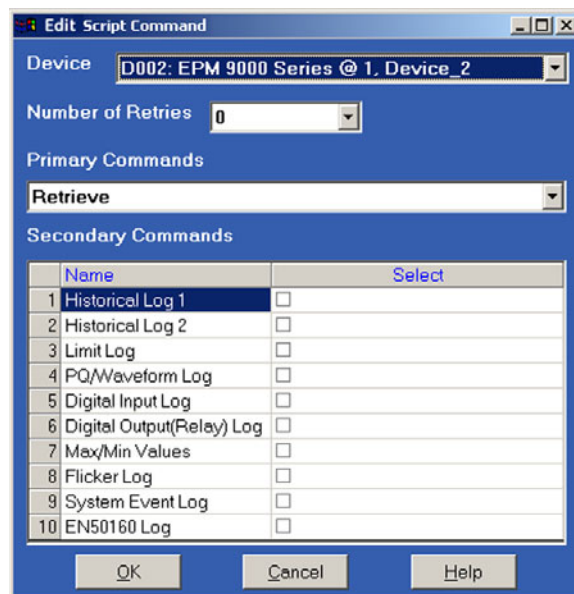 Edit Script Command
Device D002: EPM 9000 Series @ 1, Device_2
Number of Retries 0
Primary Commands
Retrieve
Secondary Commands
Name Select
1 Historical Log 1
2 Historical Log 2
3 Limit Log
4 PQ/Waveform Log
5 Digital Input Log
6 Digital Output(Relay) Log
7 Max/Min Values
8 Flicker Log
9 System Event Log
10 EN50160 Log
OK Cancel Help